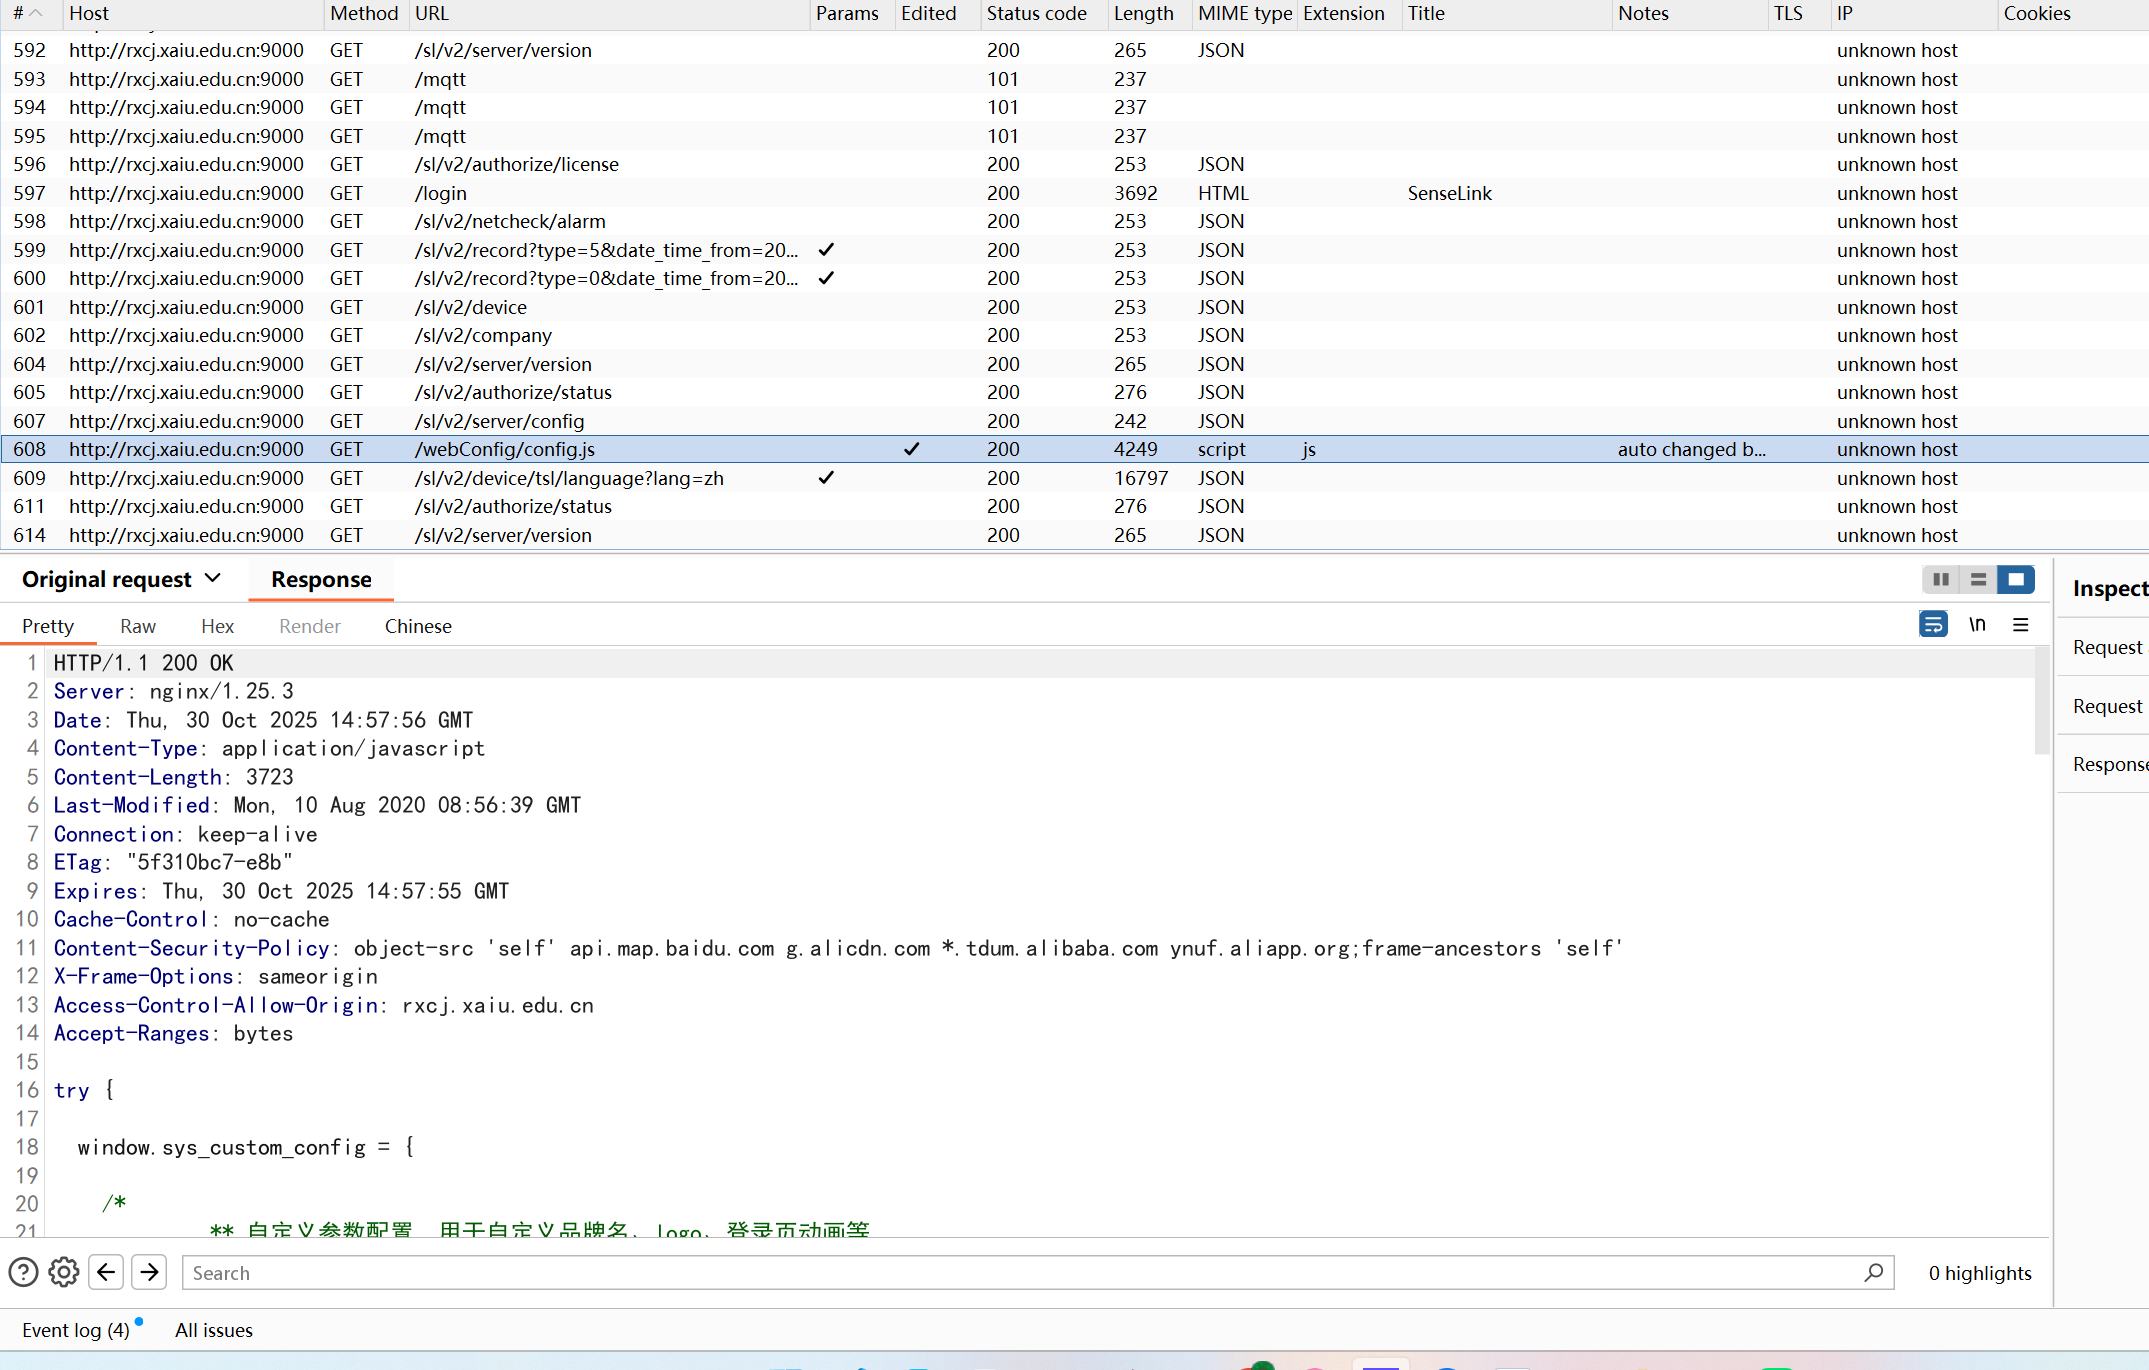 # Host Method URL Params Edited Status code Length MIME type Extension Title Notes TLS IP Cookies
592 http://rxcj.xaiu.edu.cn:9000 GET /sl/v2/server/version 200 265 JSON unknown host
593 http://rxcj.xaiu.edu.cn:9000 GET /mqtt 101 237 unknown host
594 http://rxcj.xaiu.edu.cn:9000 GET /mqtt 101 237 unknown host
595 http://rxcj.xaiu.edu.cn:9000 GET /mqtt 101 237 unknown host
596 http://rxcj.xaiu.edu.cn:9000 GET /sl/v2/authorize/license 200 253 JSON unknown host
597 http://rxcj.xaiu.edu.cn:9000 GET /login 200 3692 HTML SenseLink unknown host
598 http://rxcj.xaiu.edu.cn:9000 GET /sl/v2/netcheck/alarm 200 253 JSON unknown host
599 http://rxcj.xaiu.edu.cn:9000 GET /sl/v2/record?type=5&date_time_from=20... ✓ 200 253 JSON unknown host
600 http://rxcj.xaiu.edu.cn:9000 GET /sl/v2/record?type=0&date_time_from=20... ✓ 200 253 JSON unknown host
601 http://rxcj.xaiu.edu.cn:9000 GET /sl/v2/device 200 253 JSON unknown host
602 http://rxcj.xaiu.edu.cn:9000 GET /sl/v2/company 200 253 JSON unknown host
604 http://rxcj.xaiu.edu.cn:9000 GET /sl/v2/server/version 200 265 JSON unknown host
605 http://rxcj.xaiu.edu.cn:9000 GET /sl/v2/authorize/status 200 276 JSON unknown host
607 http://rxcj.xaiu.edu.cn:9000 GET /sl/v2/server/config 200 242 JSON unknown host
608 http://rxcj.xaiu.edu.cn:9000 GET /webConfig/config.js ✓ 200 4249 script js auto changed b... unknown host
609 http://rxcj.xaiu.edu.cn:9000 GET /sl/v2/device/tsl/language?lang=zh ✓ 200 16797 JSON unknown host
611 http://rxcj.xaiu.edu.cn:9000 GET /sl/v2/authorize/status 200 276 JSON unknown host
614 http://rxcj.xaiu.edu.cn:9000 GET /sl/v2/server/version 200 265 JSON unknown host
Original request Response
Inspect
Pretty Raw Hex Render Chinese \n
Request
Request
Response
1 HTTP/1.1 200 OK
2 Server: nginx/1.25.3
3 Date: Thu, 30 Oct 2025 14:57:56 GMT
4 Content-Type: application/javascript
5 Content-Length: 3723
6 Last-Modified: Mon, 10 Aug 2020 08:56:39 GMT
7 Connection: keep-alive
8 ETag: "5f310bc7-e8b"
9 Expires: Thu, 30 Oct 2025 14:57:55 GMT
10 Cache-Control: no-cache
11 Content-Security-Policy: object-src 'self' api.map.baidu.com g.alicdn.com *.tdum.alibaba.com ynuf.aliapp.org;frame-ancestors 'self'
12 X-Frame-Options: sameorigin
13 Access-Control-Allow-Origin: rxcj.xaiu.edu.cn
14 Accept-Ranges: bytes
15
16 try {
17
18 window.sys_custom_config = {
19
20 /*
21 ** 自定义参数配置 用于自定义品牌名、logo、登录页动画等
Search
0 highlights
Event log (4) All issues